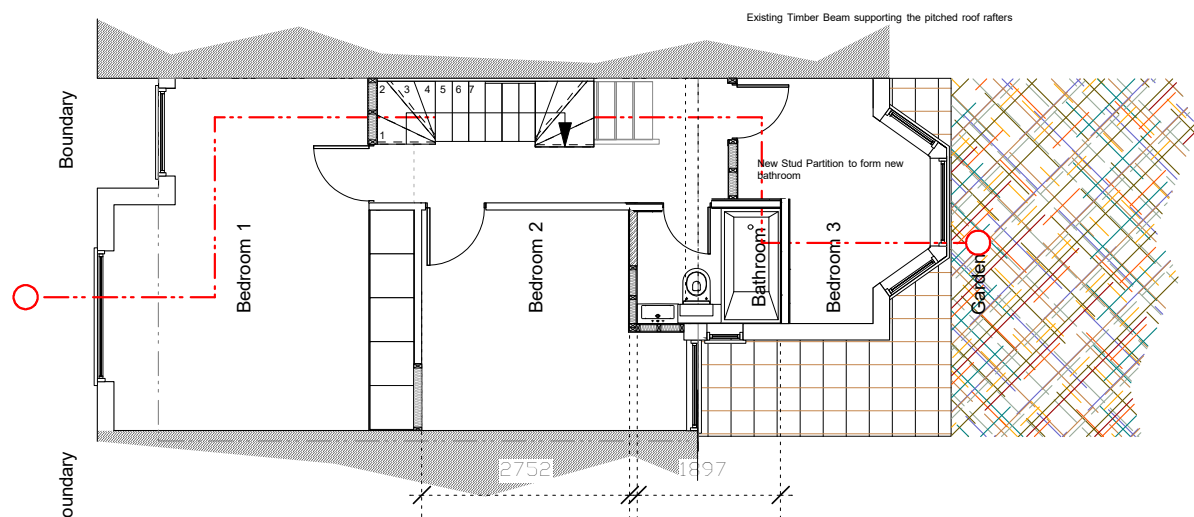 Existing Timber Beam supporting the pitched roof rafters
Boundary
2 3 4 5 6 7
1
New Stud Partition to form new
bathroom
Bedroom 1
Bedroom 2
Bathroom
Bedroom 3
Garden
oundary
2752
1897